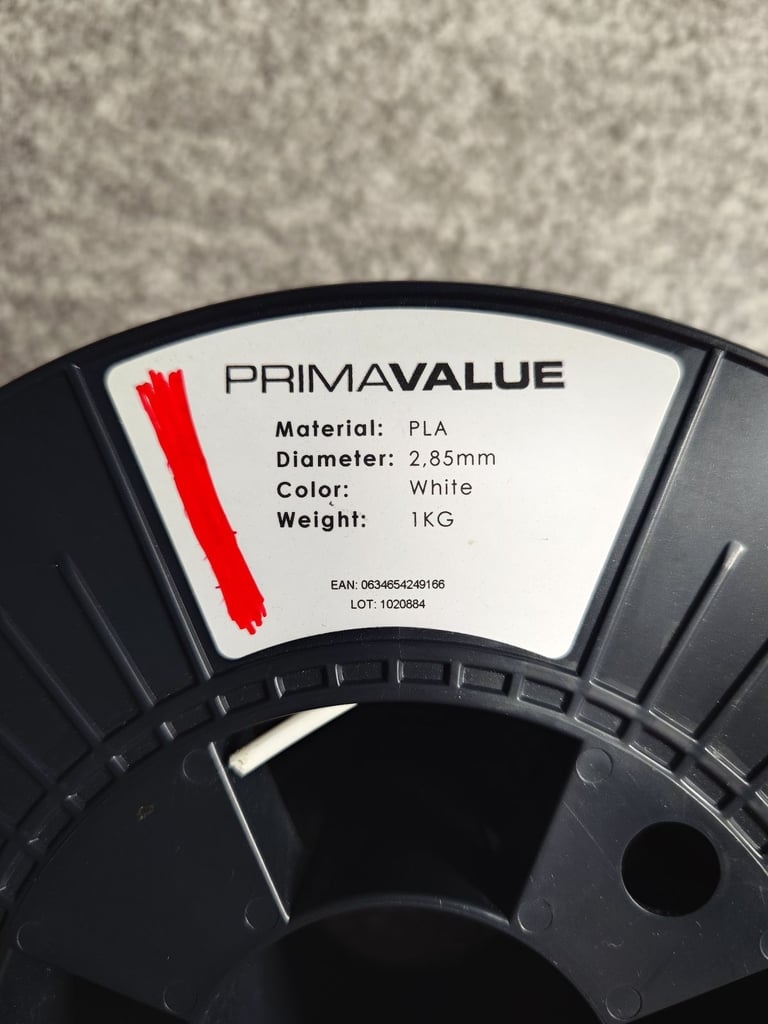 PRIMAVALUE
Material: PLA
Diameter: 2,85mm
Color: White
Weight: 1KG
EAN: 0634654249166
LOT: 1020884